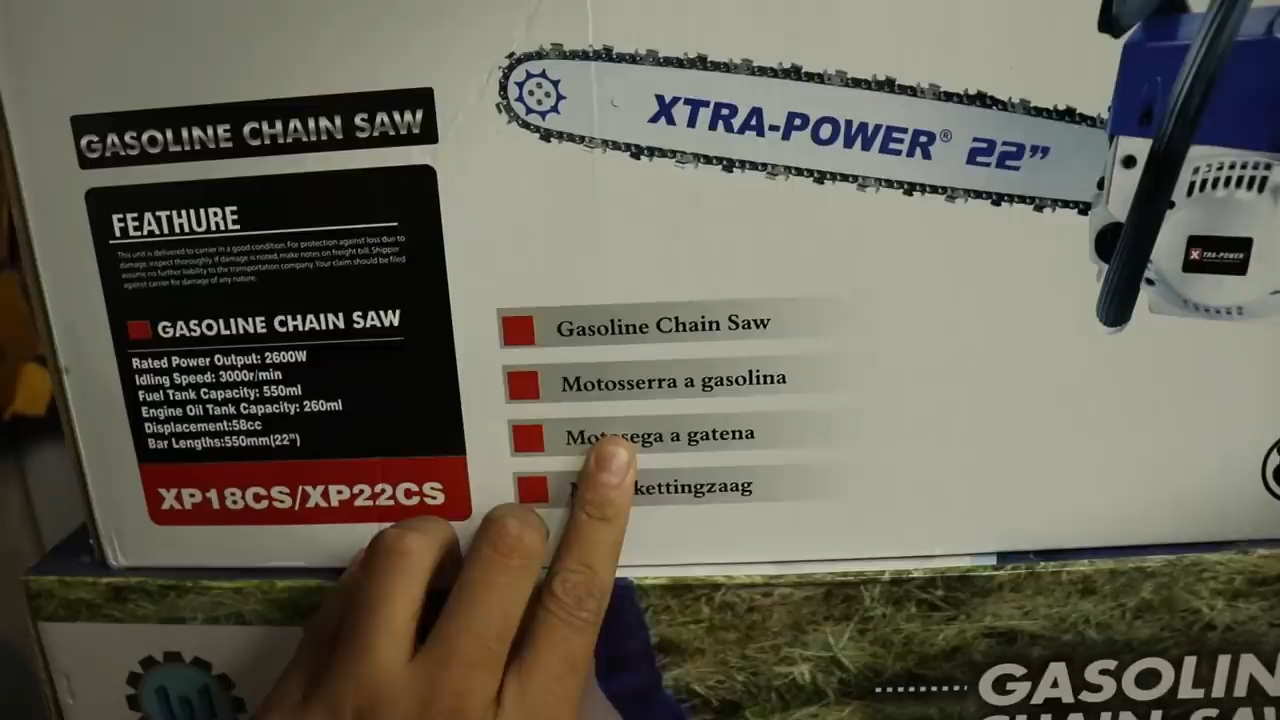 GASOLINE CHAIN SAW
XTRA-POWER® 22”
FEATHURE
This unit is delivered to carrier in a good condition. For protection against loss due to
damage, inspect thoroughly. If damage is noted, make notes on freight bill. Shipper
assume no further liability to the transportation company. Your claim should be filed
against carrier for damage of any nature.
GASOLINE CHAIN SAW
Rated Power Output: 2600W
Idling Speed: 3000r/min
Fuel Tank Capacity: 550ml
Engine Oil Tank Capacity: 260ml
Displacement:58cc
Bar Lengths:550mm(22”)
XP18CS/XP22CS
XTRA-POWER
Gasoline Chain Saw
Motosserra a gasolina
Motosega a gatena
kettingzaag
GASOLIN
CHAIN SAW